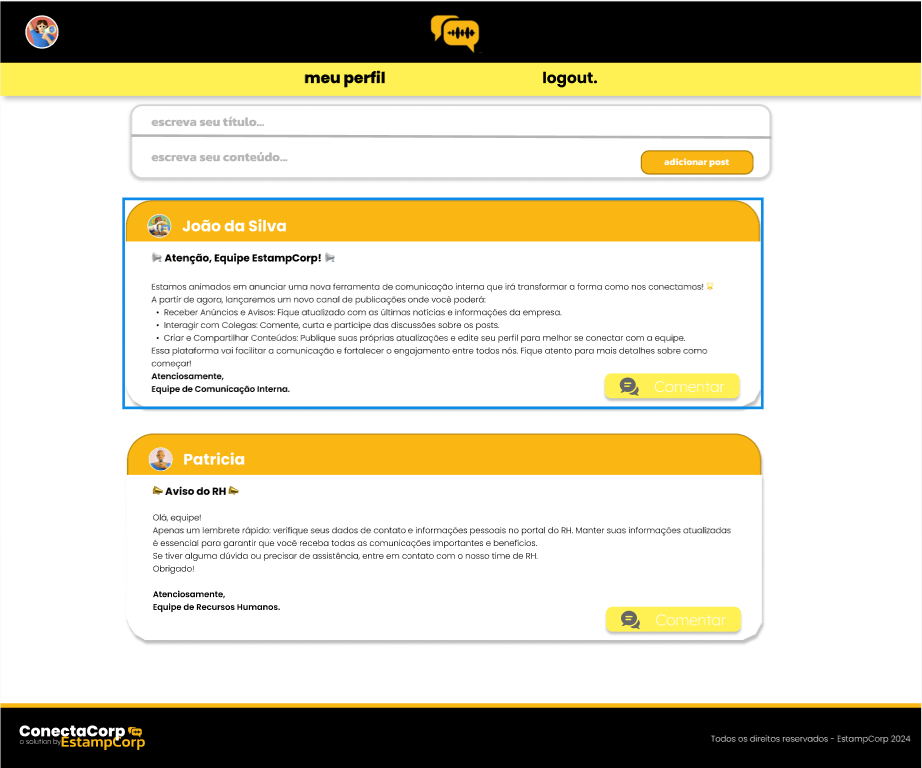 meu perfil
logout.
escreva seu título...
escreva seu conteúdo...
adicionar post
João da Silva
Atenção, Equipe EstampCorp!
Estamos animados em anunciar uma nova ferramenta de comunicação interna que irá transformar a forma como nos conectamos!
A partir de agora, lançaremos um novo canal de publicações onde você poderá:
• Receber Anúncios e Avisos: Fique atualizado com as últimas notícias e informações da empresa.
• Interagir com Colegas: Comente, curta e participe das discussões sobre os posts.
• Criar e Compartilhar Conteúdos: Publique suas próprias atualizações e edite seu perfil para melhor se conectar com a equipe.
Essa plataforma vai facilitar a comunicação e fortalecer o engajamento entre todos nós. Fique atento para mais detalhes sobre como
começar!
Atenciosamente,
Equipe de Comunicação Interna.
Comentar
Patricia
Aviso do RH
Olá, equipe!
Apenas um lembrete rápido: verifique seus dados de contato e informações pessoais no portal do RH. Manter suas informações atualizadas
é essencial para garantir que você receba todas as comunicações importantes e benefícios.
Se tiver alguma dúvida ou precisar de assistência, entre em contato com o nosso time de RH.
Obrigado!
Atenciosamente,
Equipe de Recursos Humanos.
Comentar
ConectaCorp
a solution by EstampCorp
Todos os direitos reservados - EstampCorp 2024